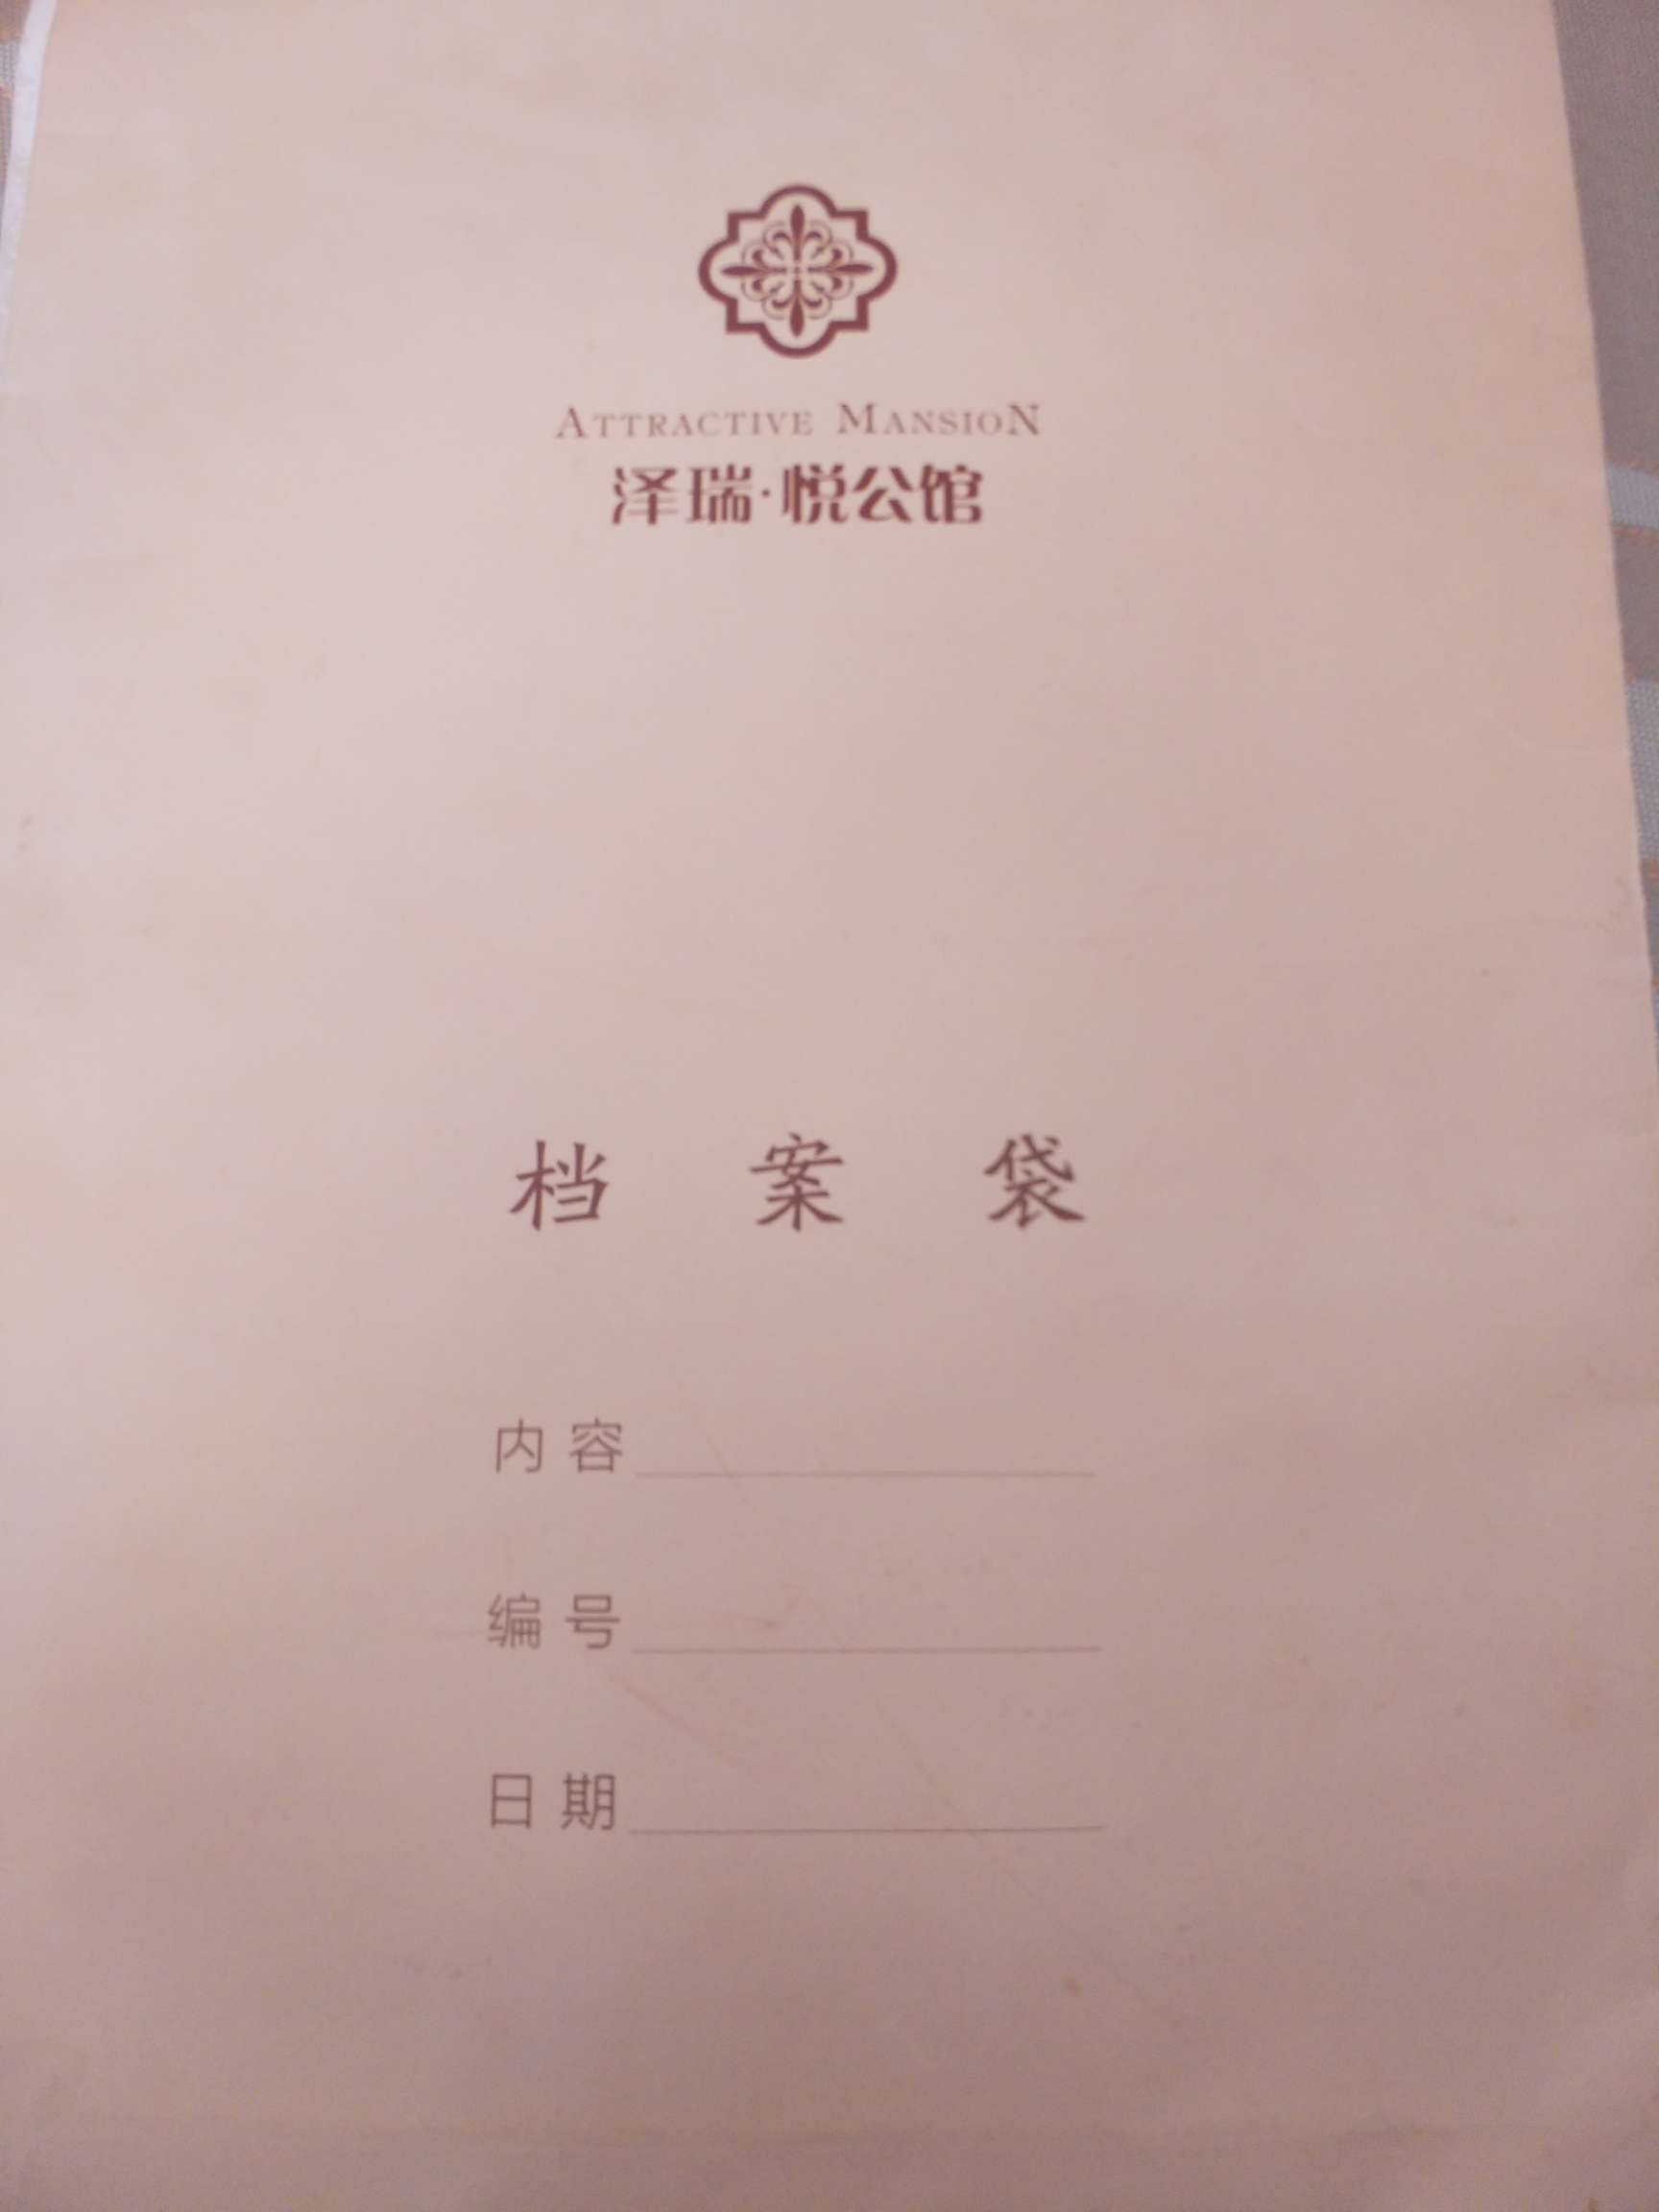 ATTRACTIVE MANSION
泽瑞·悦公馆
档案袋
内容
编号
日期